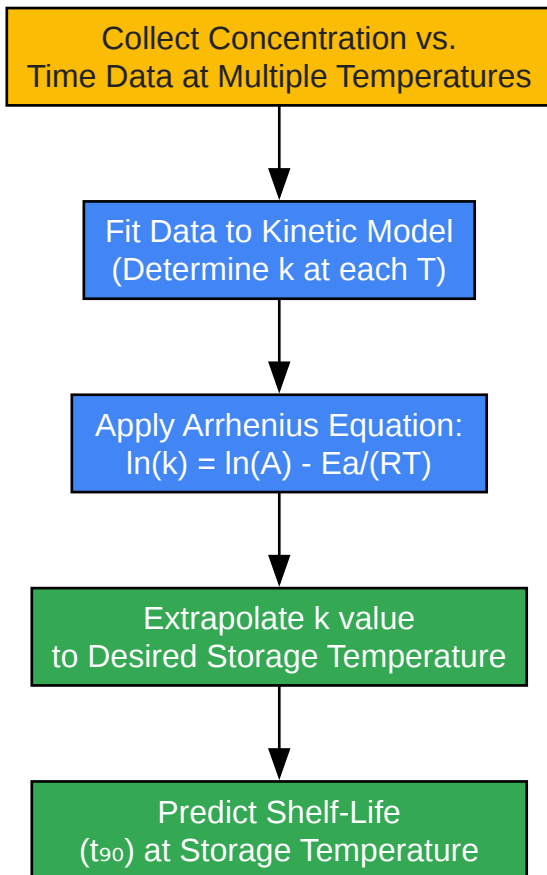 Collect Concentration vs.
Time Data at Multiple Temperatures
Fit Data to Kinetic Model
(Determine k at each T)
Apply Arrhenius Equation:
ln(k) = ln(A) - Ea/(RT)
Extrapolate k value
to Desired Storage Temperature
Predict Shelf-Life
(t₉₀) at Storage Temperature